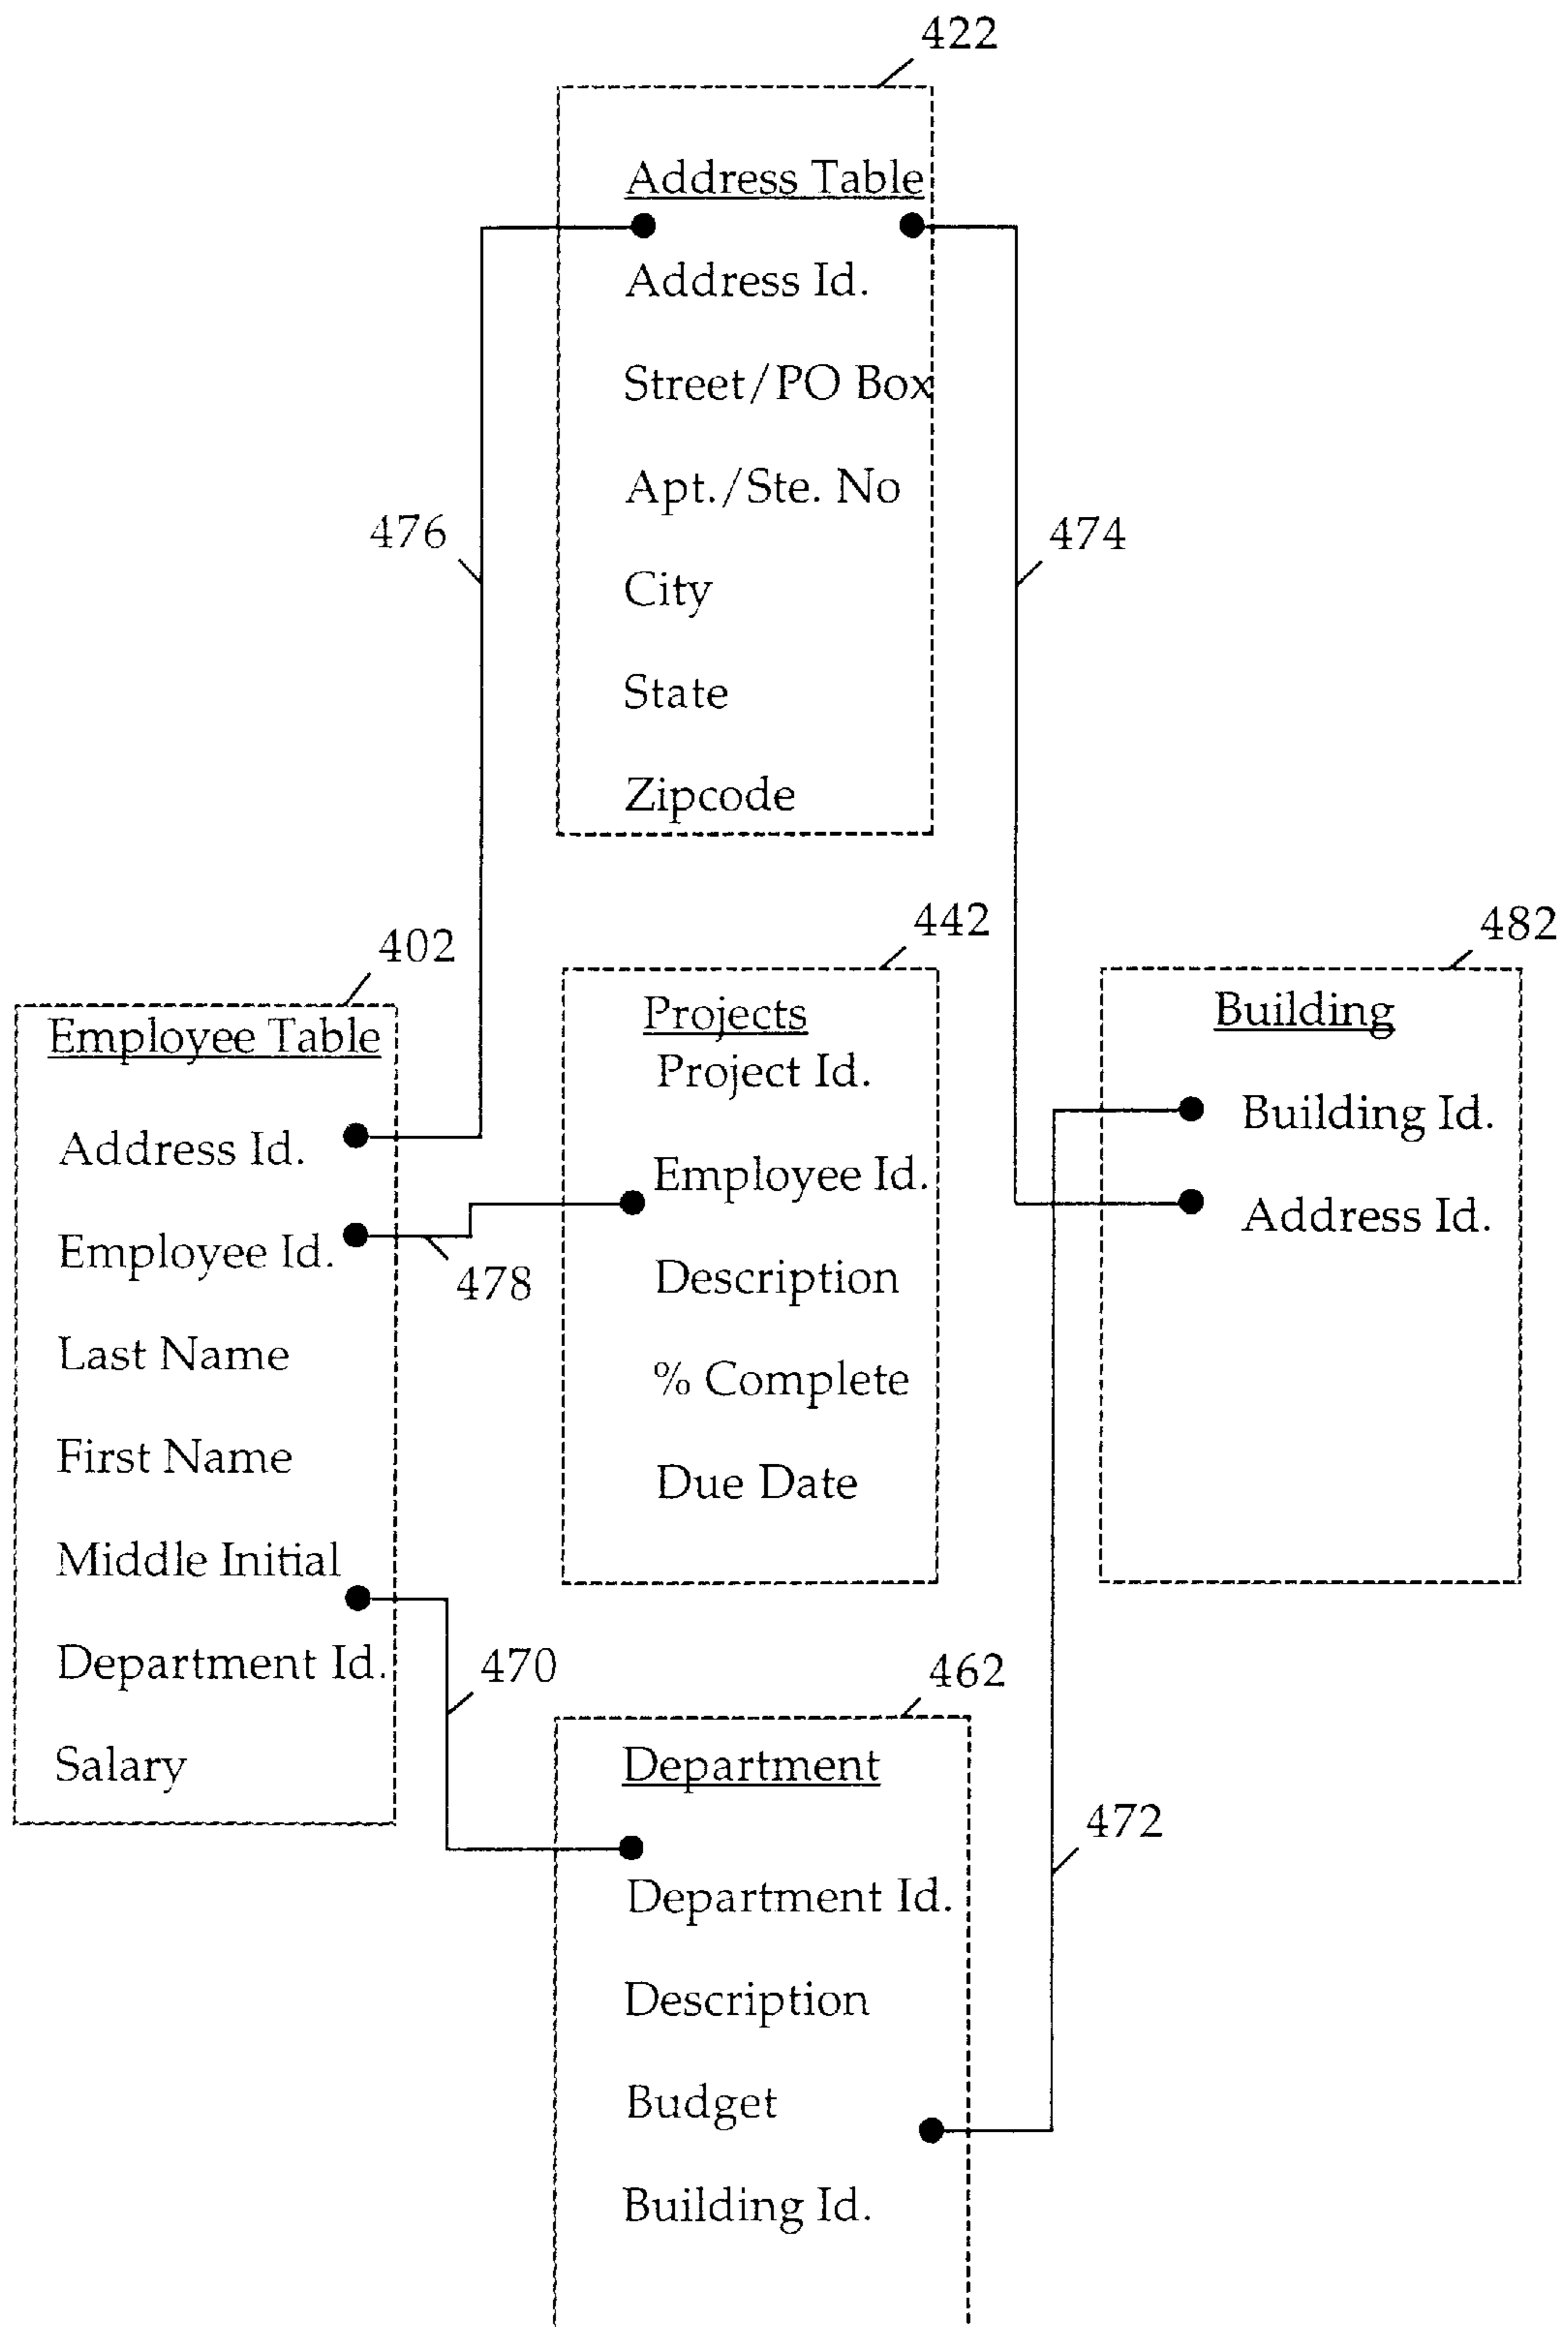 422
Address Table
Address Id.
Street/PO Box
Apt./Ste. No
City
State
Zipcode
476
474
402
Employee Table
Address Id.
Employee Id.
Last Name
First Name
Middle Initial
Department Id.
Salary
478
442
Projects
Project Id.
Employee Id.
Description
% Complete
Due Date
482
Building
Building Id.
Address Id.
470
462
Department
Department Id.
Description
Budget
Building Id.
472